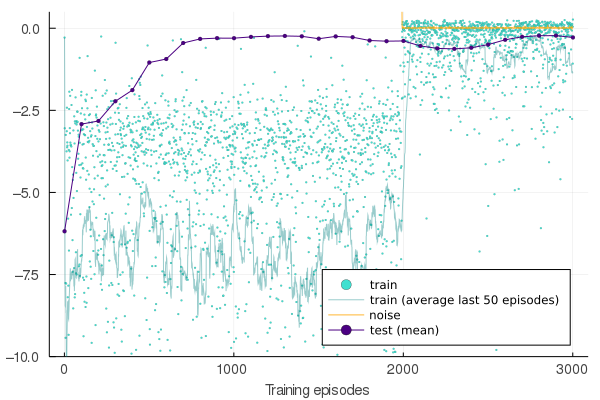 0.0
−2.5
−5.0
−7.5
−10.0
0
1000
2000
3000
Training episodes
train
train (average last 50 episodes)
noise
test (mean)